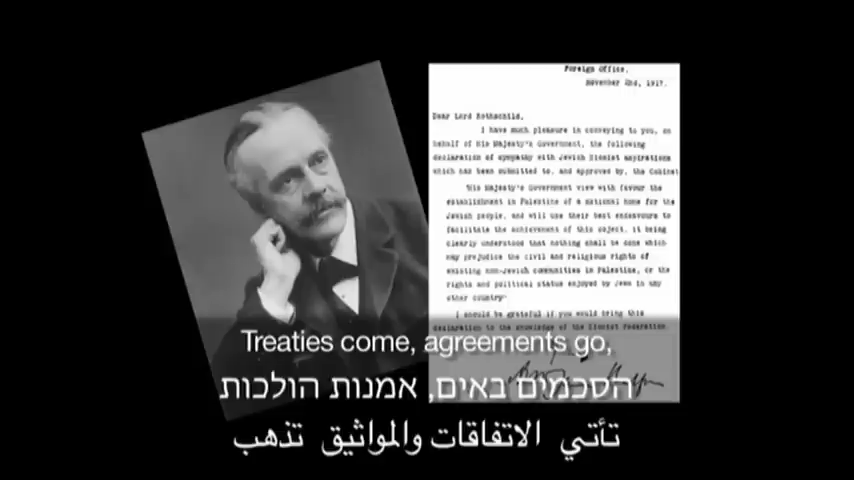 Foreign Office,
November 2nd, 1917.
Dear Lord Rothschild,
I have much pleasure in conveying to you, on
behalf of His Majesty's Government, the following
declaration of sympathy with Jewish Zionist aspirations
which has been submitted to, and approved by, the Cabinet
"His Majesty's Government view with favour the
establishment in Palestine of a national home for the
Jewish people, and will use their best endeavours to
facilitate the achievement of this object, it being
clearly understood that nothing shall be done which
may prejudice the civil and religious rights of
existing non-Jewish communities in Palestine, or the
rights and political status enjoyed by Jews in any
other country"
I should be grateful if you would bring this
declaration to the knowledge of the Zionist Federation.
Treaties come, agreements go,
הסכמים באים, אמנות הולכות
تأتي الاتفاقات والمواثيق تذهب